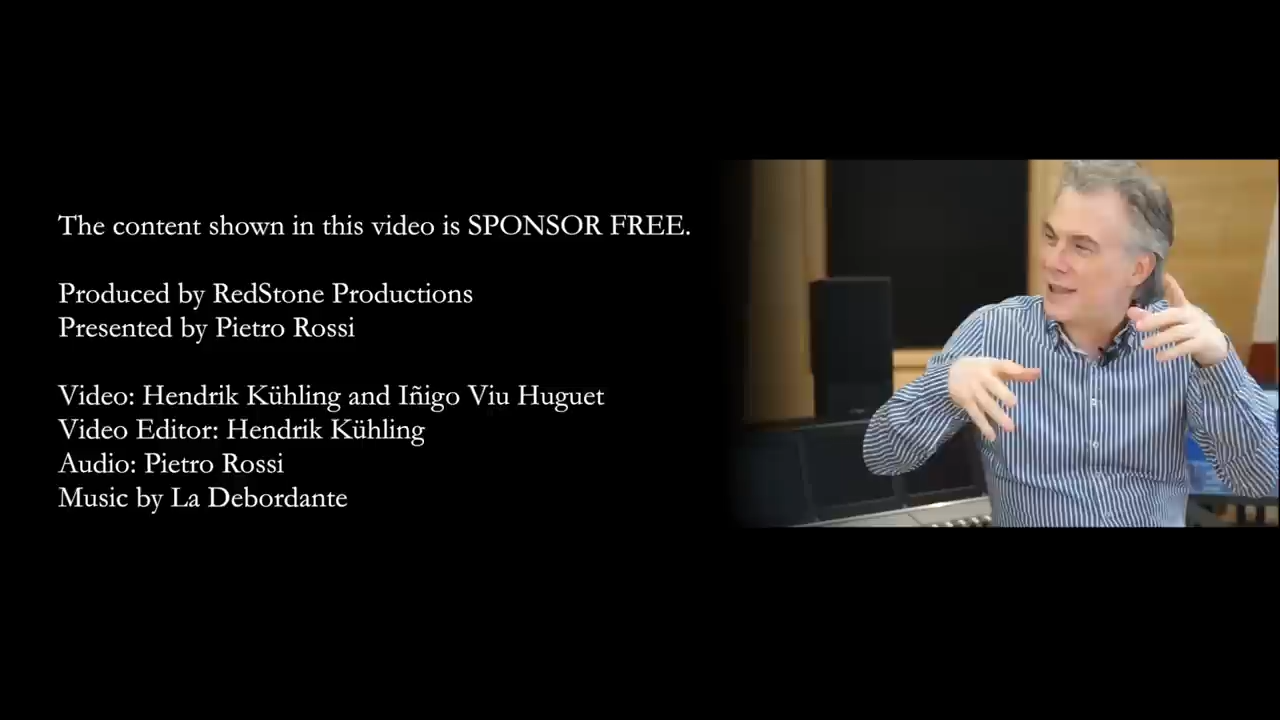 The content shown in this video is SPONSOR FREE.
Produced by RedStone Productions
Presented by Pietro Rossi
Video: Hendrik Kühling and Iñigo Viu Huguet
Video Editor: Hendrik Kühling
Audio: Pietro Rossi
Music by La Debordante